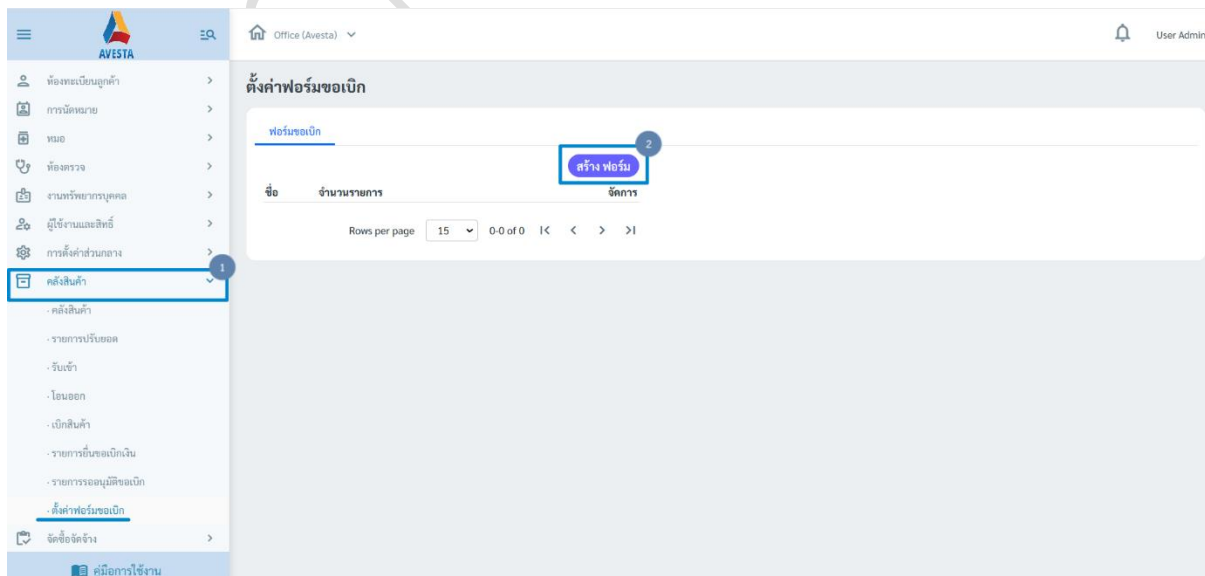 AVESTA
Office (Avesta)
User Admin
ห้องทะเบียนลูกค้า
การนัดหมาย
หมอ
ห้องตรวจ
งานทรัพยากรบุคคล
ผู้ใช้งานและสิทธิ์
การตั้งค่าส่วนกลาง
1
คลังสินค้า
· คลังสินค้า
· รายการปรับยอด
· รับเข้า
· โอนออก
· เบิกสินค้า
· รายการยื่นขอเบิกเงิน
· รายการรออนุมัติขอเบิก
· ตั้งค่าฟอร์มขอเบิก
จัดซื้อจัดจ้าง
คู่มือการใช้งาน
ตั้งค่าฟอร์มขอเบิก
ฟอร์มขอเบิก
2
สร้าง ฟอร์ม
ชื่อ จำนวนรายการ จัดการ
Rows per page 15 0-0 of 0